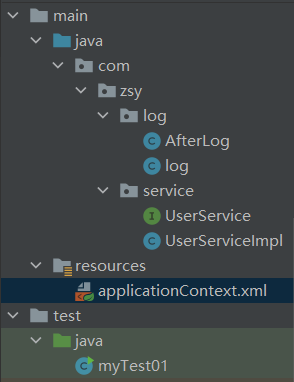 main
java
com
zsy
log
AfterLog
log
service
UserService
UserServiceImpl
resources
applicationContext.xml
test
java
myTest01